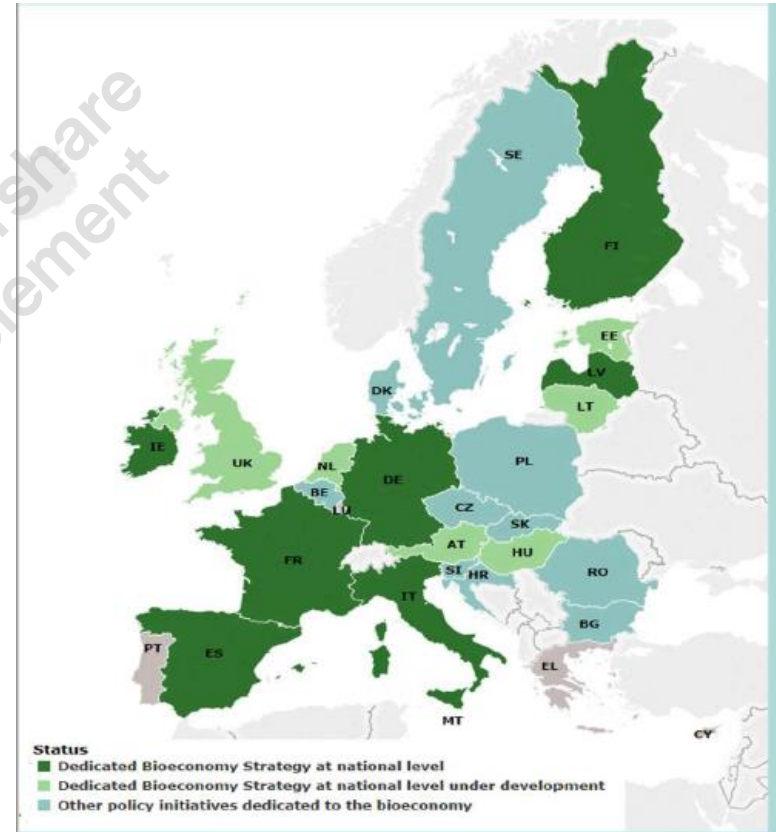 share
ement
SE
FI
EE
LV
LT
DK
IE
UK
NL
BE
LU
DE
PL
CZ
SK
AT
HU
FR
SI
HR
RO
IT
BG
PT
ES
EL
MT
CY
Status
Dedicated Bioeconomy Strategy at national level
Dedicated Bioeconomy Strategy at national level under development
Other policy initiatives dedicated to the bioeconomy